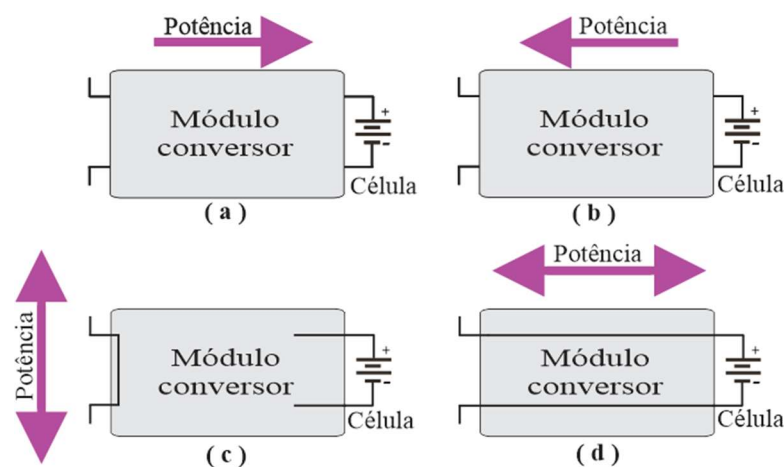 Potência
Potência
Módulo
conversor
+
-
Célula
( a )
Módulo
conversor
+
-
Célula
( b )
Potência
Potência
Módulo
conversor
+
-
Célula
( c )
Módulo
conversor
+
-
Célula
( d )